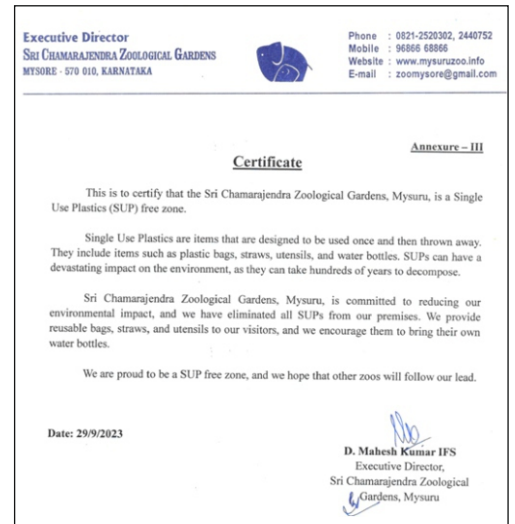 Executive Director
SRI CHAMARAJENDRA ZOOLOGICAL GARDENS
MYSORE - 570 010, KARNATAKA
Phone : 0821-2520302, 2440752
Mobile : 96866 68866
Website : www.mysuruzoo.info
E-mail : zoomysore@gmail.com
Annexure – III
Certificate
This is to certify that the Sri Chamarajendra Zoological Gardens, Mysuru, is a Single
Use Plastics (SUP) free zone.
Single Use Plastics are items that are designed to be used once and then thrown away.
They include items such as plastic bags, straws, utensils, and water bottles. SUPs can have a
devastating impact on the environment, as they can take hundreds of years to decompose.
Sri Chamarajendra Zoological Gardens, Mysuru, is committed to reducing our
environmental impact, and we have eliminated all SUPs from our premises. We provide
reusable bags, straws, and utensils to our visitors, and we encourage them to bring their own
water bottles.
We are proud to be a SUP free zone, and we hope that other zoos will follow our lead.
Date: 29/9/2023
D. Mahesh Kumar IFS
Executive Director,
Sri Chamarajendra Zoological
Gardens, Mysuru